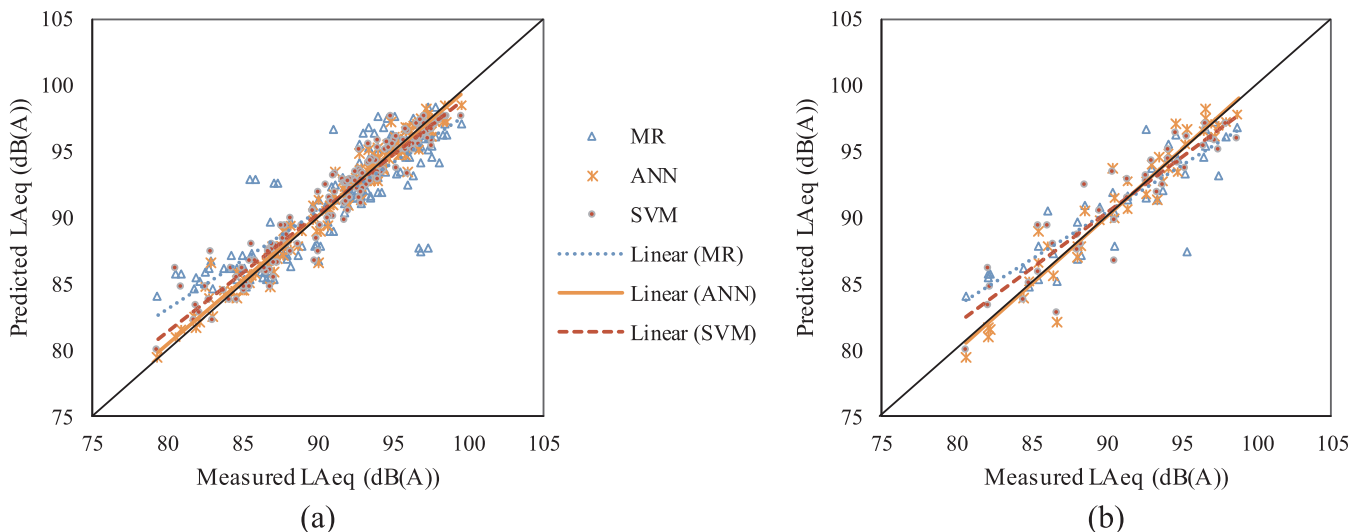 Predicted LAeq (dB(A))
105
100
95
90
85
80
75
75 80 85 90 95 100 105
Measured LAeq (dB(A))
(a)
MR
ANN
SVM
Linear (MR)
Linear (ANN)
Linear (SVM)
Predicted LAeq (dB(A))
105
100
95
90
85
80
75
75 80 85 90 95 100 105
Measured LAeq (dB(A))
(b)